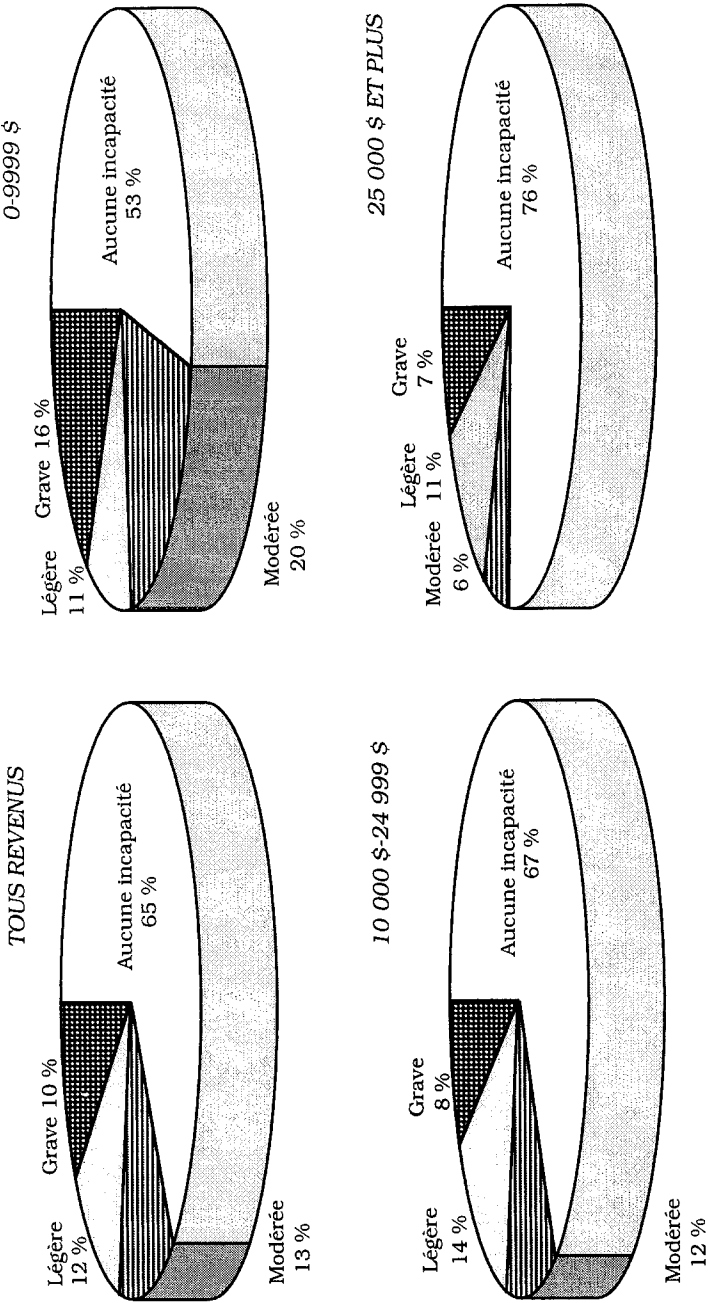 TOUS REVENUS
Légère
12 %
Grave 10 %
Aucune incapacité
65 %
Modérée
13 %
0-9999 $
Légère
11 %
Grave 16 %
Aucune incapacité
53 %
Modérée
20 %
10 000 $-24 999 $
Légère
14 %
Grave
8 %
Aucune incapacité
67 %
Modérée
12 %
25 000 $ ET PLUS
Modérée
6 %
Légère
11 %
Grave
7 %
Aucune incapacité
76 %